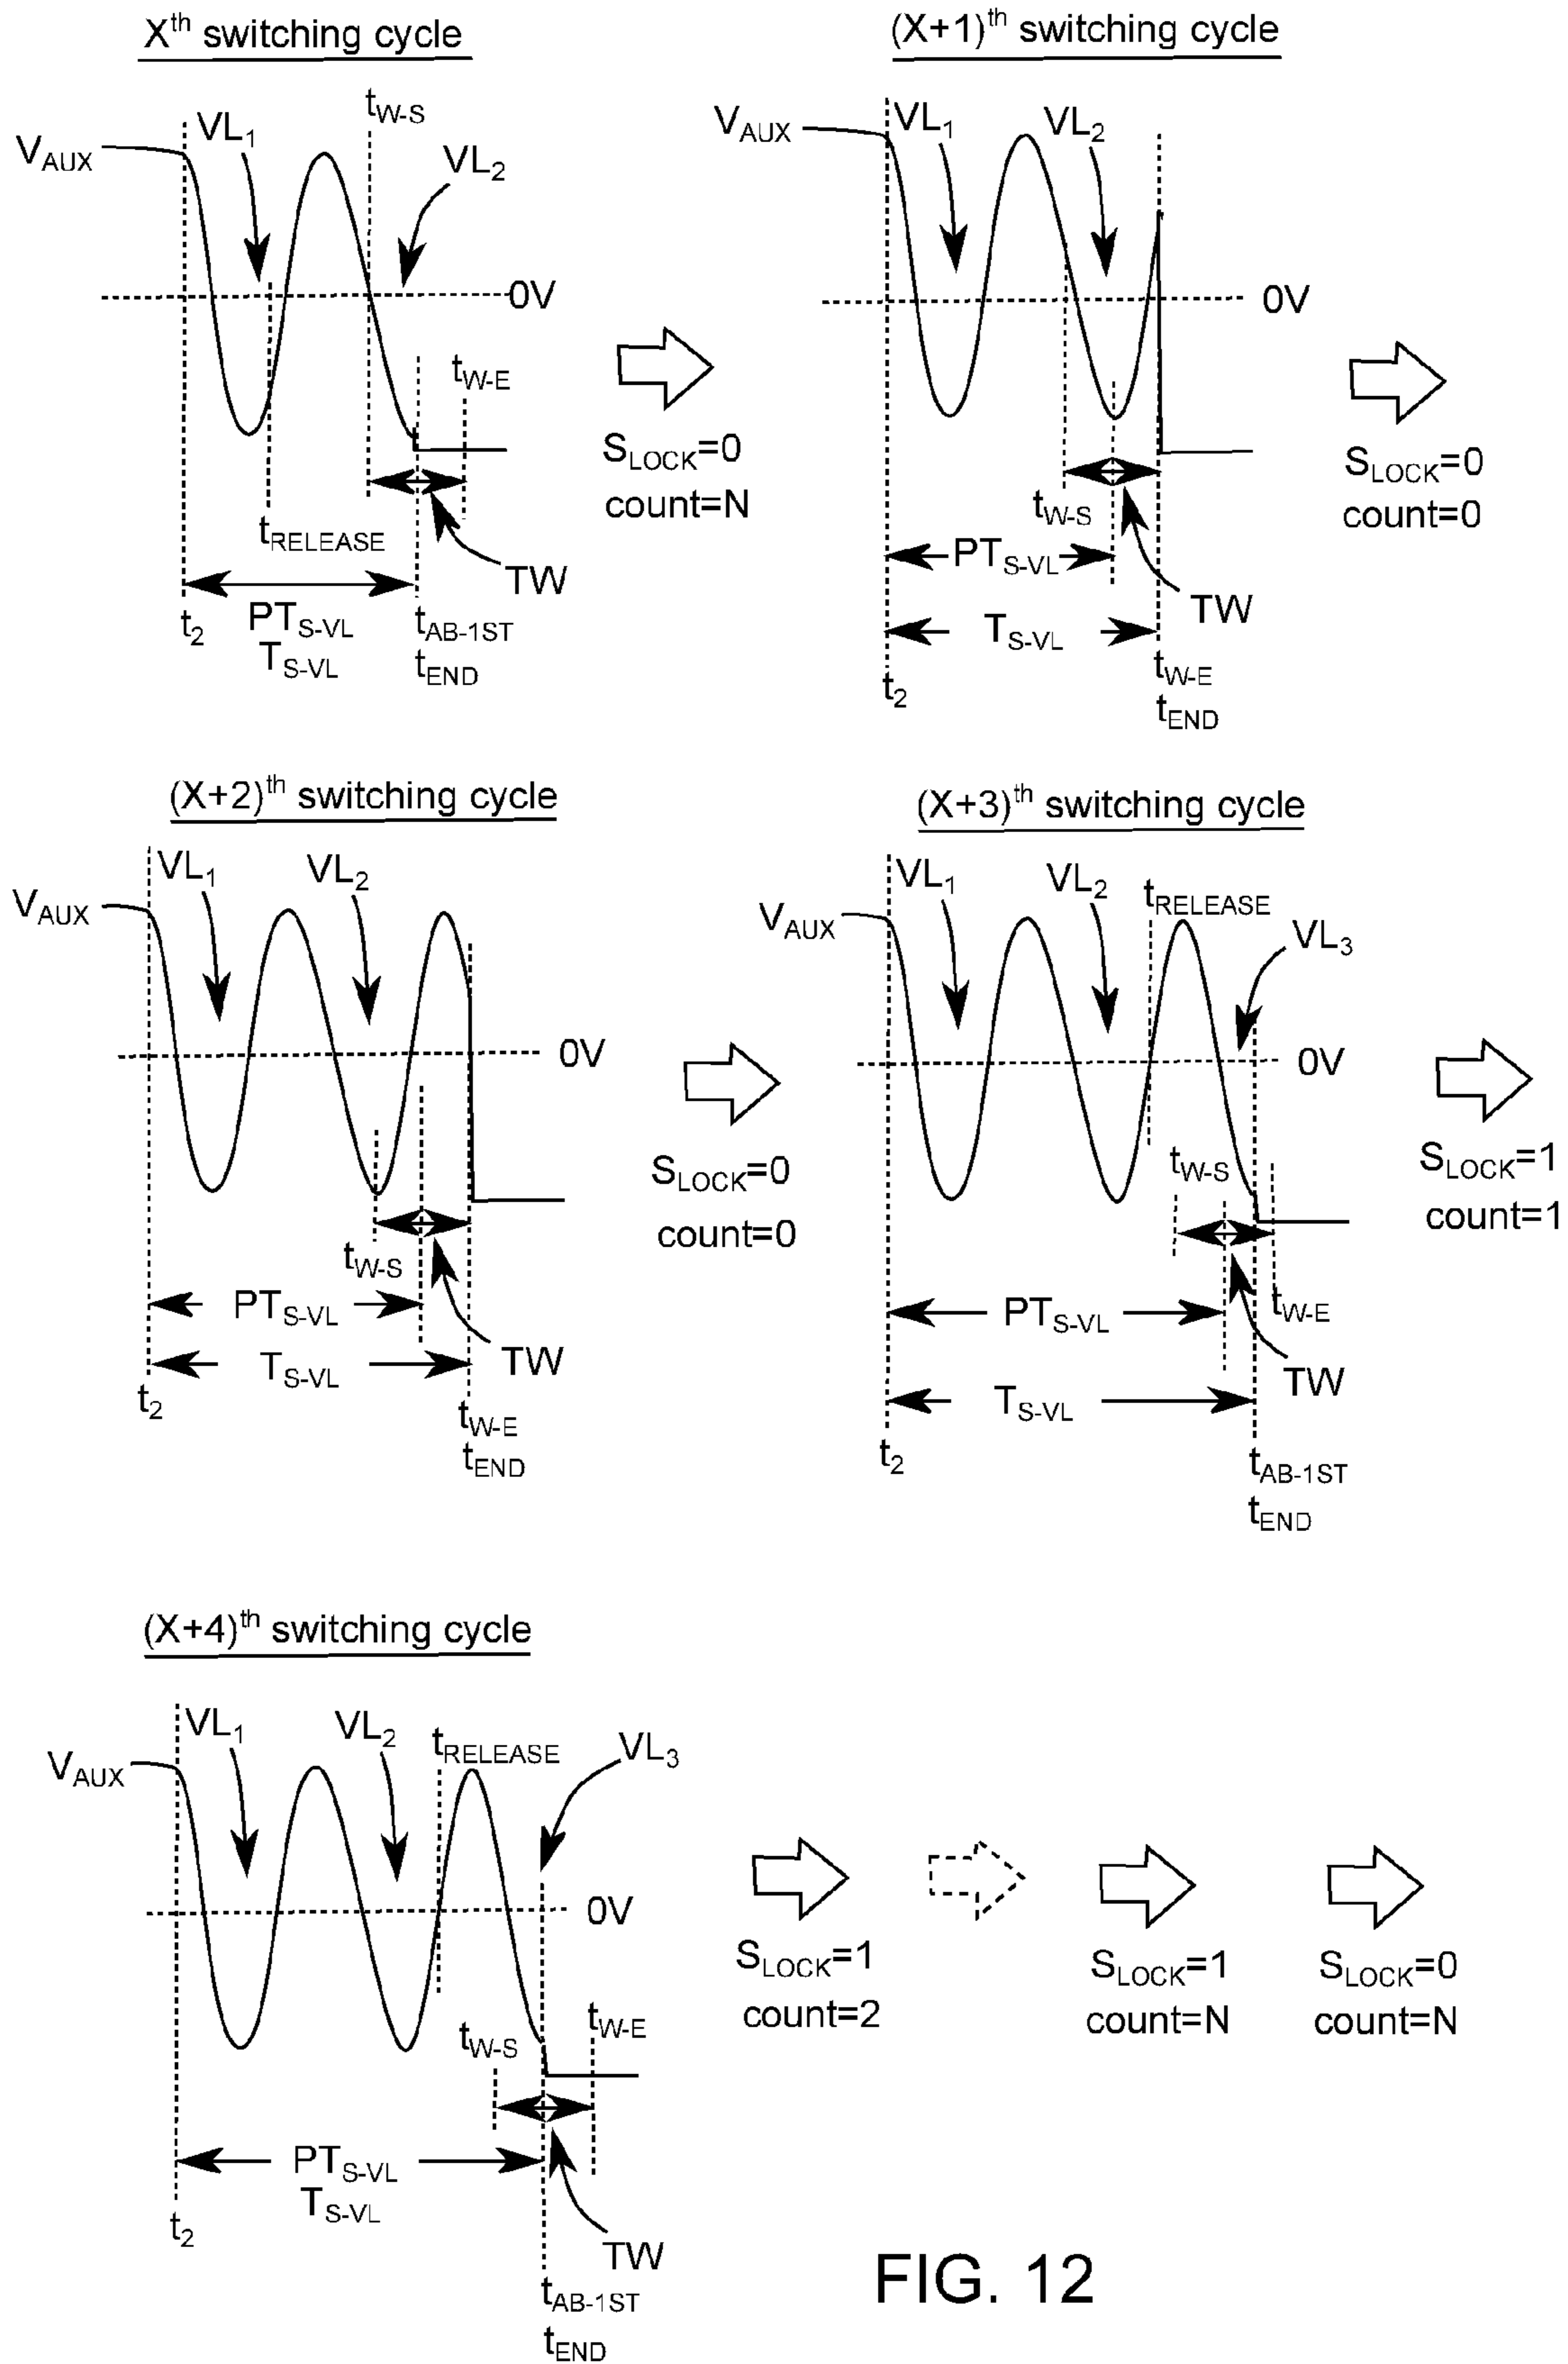 Xth switching cycle
VAUX
VL1
tW-S
VL2
0V
tW-E
tRELEASE
TW
t2
PTS-VL
TS-VL
tAB-1ST
tEND
SLOCK=0
count=N
(X+1)th switching cycle
VAUX
VL1
VL2
0V
tW-S
PTS-VL
TW
TS-VL
t2
tW-E
tEND
SLOCK=0
count=0
(X+2)th switching cycle
VAUX
VL1
VL2
0V
tW-S
PTS-VL
TW
TS-VL
t2
tW-E
tEND
SLOCK=0
count=0
(X+3)th switching cycle
VAUX
VL1
VL2
tRELEASE
VL3
0V
tW-S
tW-E
PTS-VL
TW
TS-VL
t2
tAB-1ST
tEND
SLOCK=1
count=1
(X+4)th switching cycle
VAUX
VL1
VL2
tRELEASE
VL3
0V
tW-S
tW-E
PTS-VL
TS-VL
t2
TW
tAB-1ST
tEND
SLOCK=1
count=2
SLOCK=1
count=N
SLOCK=0
count=N
FIG. 12